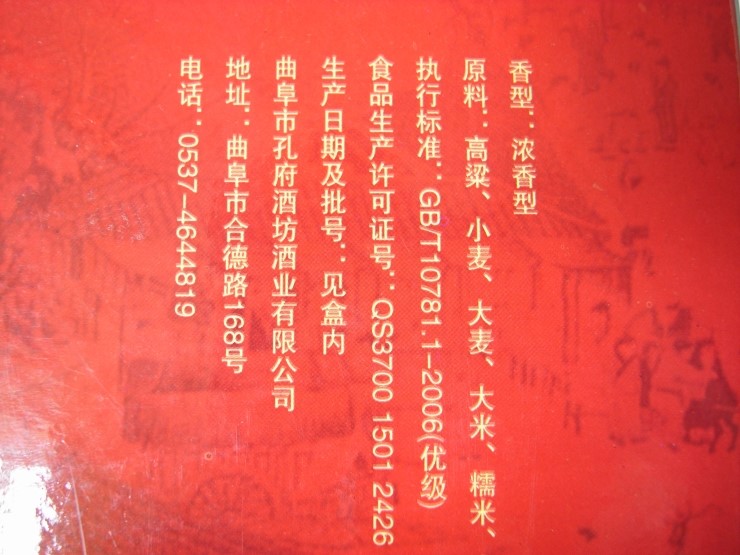 香型：浓香型
原料：高粱、小麦、大麦、大米、糯米、
执行标准：GB/T10781.1-2006(优级)
食品生产许可证号：QS3700 1501 2426
生产日期及批号：见盒内
曲阜市孔府酒坊酒业有限公司
地址：曲阜市合德路168号
电话：0537-4644819